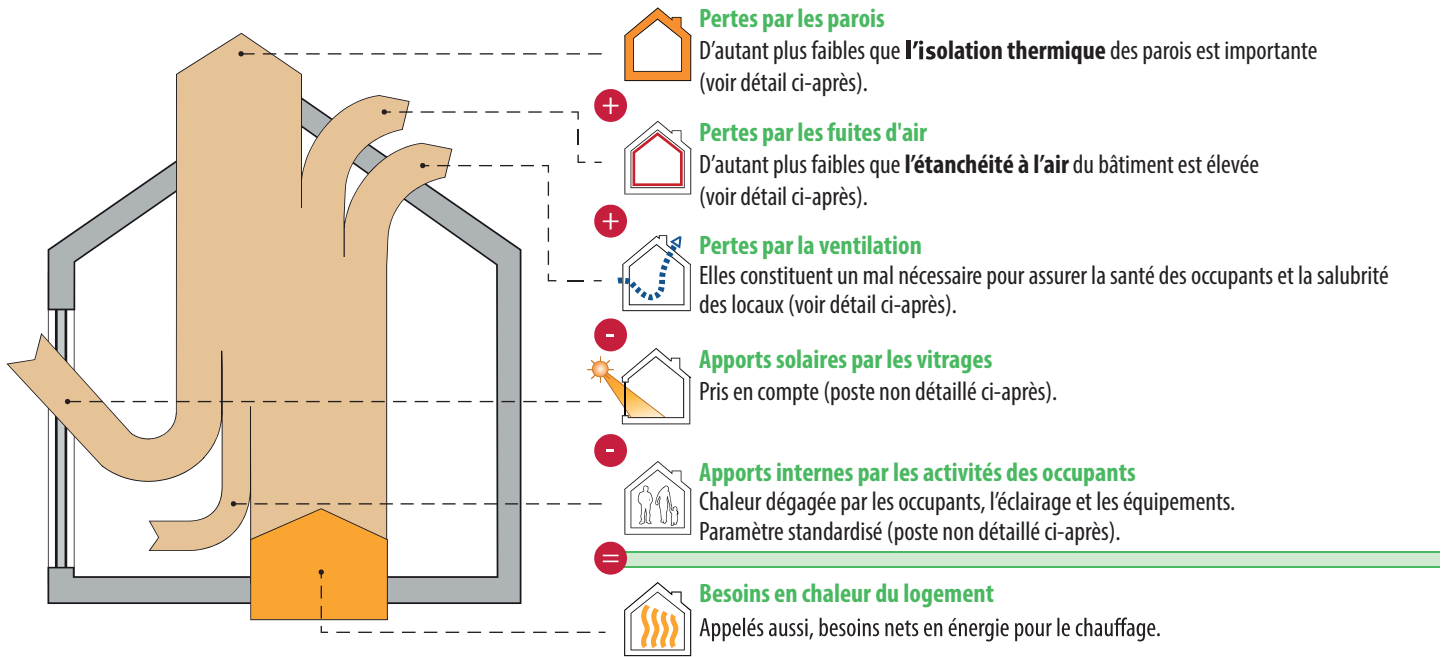 Pertes par les parois
D'autant plus faibles que l'isolation thermique des parois est importante
(voir détail ci-après).
+
Pertes par les fuites d'air
D'autant plus faibles que l'étanchéité à l'air du bâtiment est élevée
(voir détail ci-après).
+
Pertes par la ventilation
Elles constituent un mal nécessaire pour assurer la santé des occupants et la salubrité
des locaux (voir détail ci-après).
-
Apports solaires par les vitrages
Pris en compte (poste non détaillé ci-après).
-
Apports internes par les activités des occupants
Chaleur dégagée par les occupants, l'éclairage et les équipements.
Paramètre standardisé (poste non détaillé ci-après).
=
Besoins en chaleur du logement
Appelés aussi, besoins nets en énergie pour le chauffage.